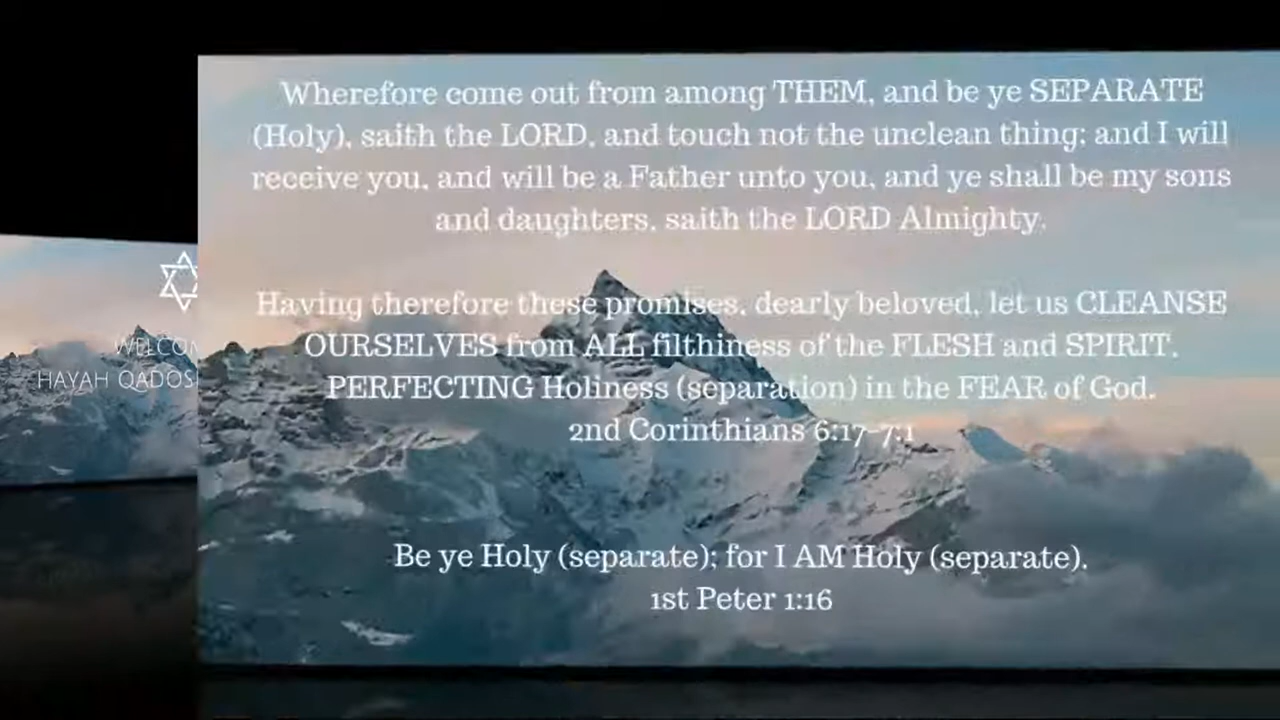 Wherefore come out from among THEM, and be ye SEPARATE
(Holy), saith the LORD, and touch not the unclean thing; and I will
receive you, and will be a Father unto you, and ye shall be my sons
and daughters, saith the LORD Almighty.
Having therefore these promises, dearly beloved, let us CLEANSE
OURSELVES from ALL filthiness of the FLESH and SPIRIT,
PERFECTING Holiness (separation) in the FEAR of God.
2nd Corinthians 6:17-7:1
Be ye Holy (separate); for I AM Holy (separate).
1st Peter 1:16
HAYAH